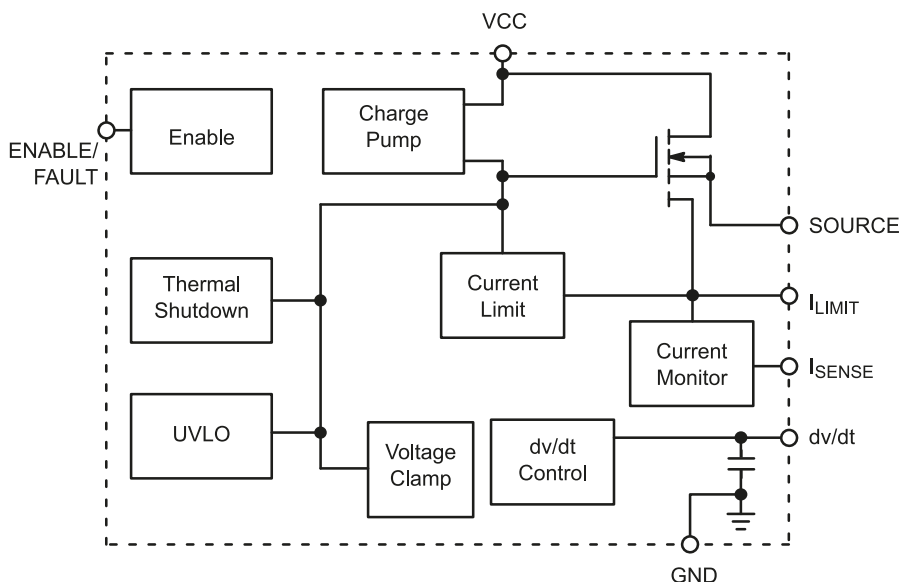 VCC
Charge
Pump
Enable
ENABLE/
FAULT
SOURCE
Thermal
Shutdown
Current
Limit
ILIMIT
Current
Monitor
ISENSE
UVLO
Voltage
Clamp
dv/dt
Control
dv/dt
GND